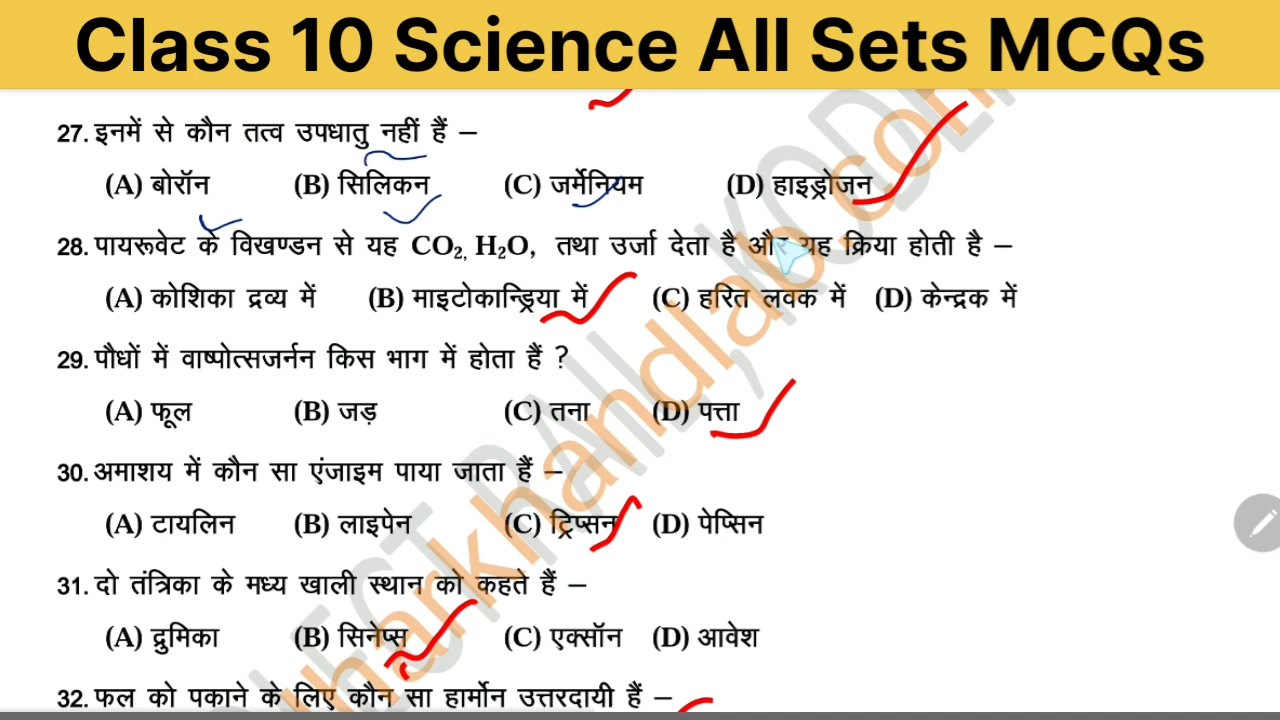 Class 10 Science All Sets MCQs
27. इनमें से कौन तत्व उपधातु नहीं हैं –
(A) बोरॉन (B) सिलिकन (C) जर्मेनियम (D) हाइड्रोजन
28. पायरूवेट के विखण्डन से यह CO₂, H₂O, तथा उर्जा देता है और यह क्रिया होती है –
(A) कोशिका द्रव्य में (B) माइटोकान्ड्रिया में (C) हरित लवक में (D) केन्द्रक में
29. पौधों में वाष्पोत्सजर्नन किस भाग में होता हैं ?
(A) फूल (B) जड़ (C) तना (D) पत्ता
30. अमाशय में कौन सा एंजाइम पाया जाता हैं –
(A) टायलिन (B) लाइपेन (C) ट्रिप्सन (D) पेप्सिन
31. दो तंत्रिका के मध्य खाली स्थान को कहते हैं –
(A) द्रुमिका (B) सिनेप्स (C) एक्सॉन (D) आवेश
32. फल को पकाने के लिए कौन सा हार्मोन उत्तरदायी हैं –